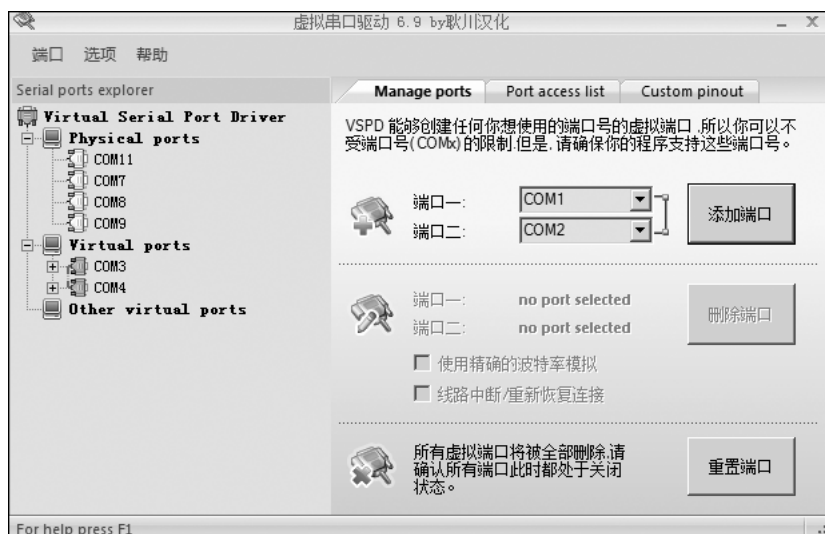 虚拟串口驱动 6.9 by耿川汉化
端口 选项 帮助
Serial ports explorer
Virtual Serial Port Driver
Physical ports
COM11
COM7
COM8
COM9
Virtual ports
COM3
COM4
Other virtual ports
Manage ports Port access list Custom pinout
VSPD 能够创建任何你想使用的端口号的虚拟端口,所以你可以不
受端口号(COMx)的限制.但是,请确保你的程序支持这些端口号。
端口一: COM1
端口二: COM2
添加端口
端口一: no port selected
端口二: no port selected
删除端口
使用精确的波特率模拟
线路中断/重新恢复连接
所有虚拟端口将被全部删除,请
确认所有端口此时都处于关闭
状态。
重置端口
For help press F1